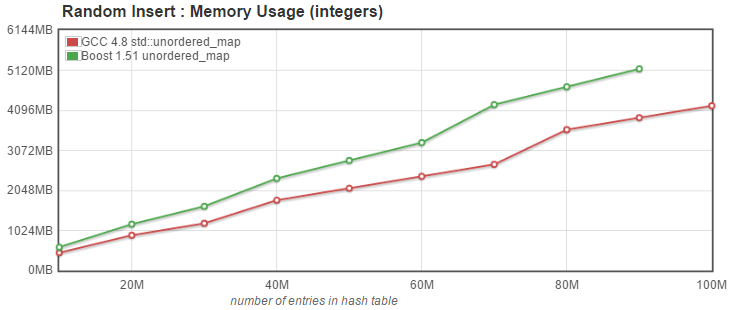 Random Insert : Memory Usage (integers)
6144MB
GCC 4.8 std::unordered_map
Boost 1.51 unordered_map
5120MB
4096MB
3072MB
2048MB
1024MB
0MB
20M 40M 60M 80M 100M
number of entries in hash table